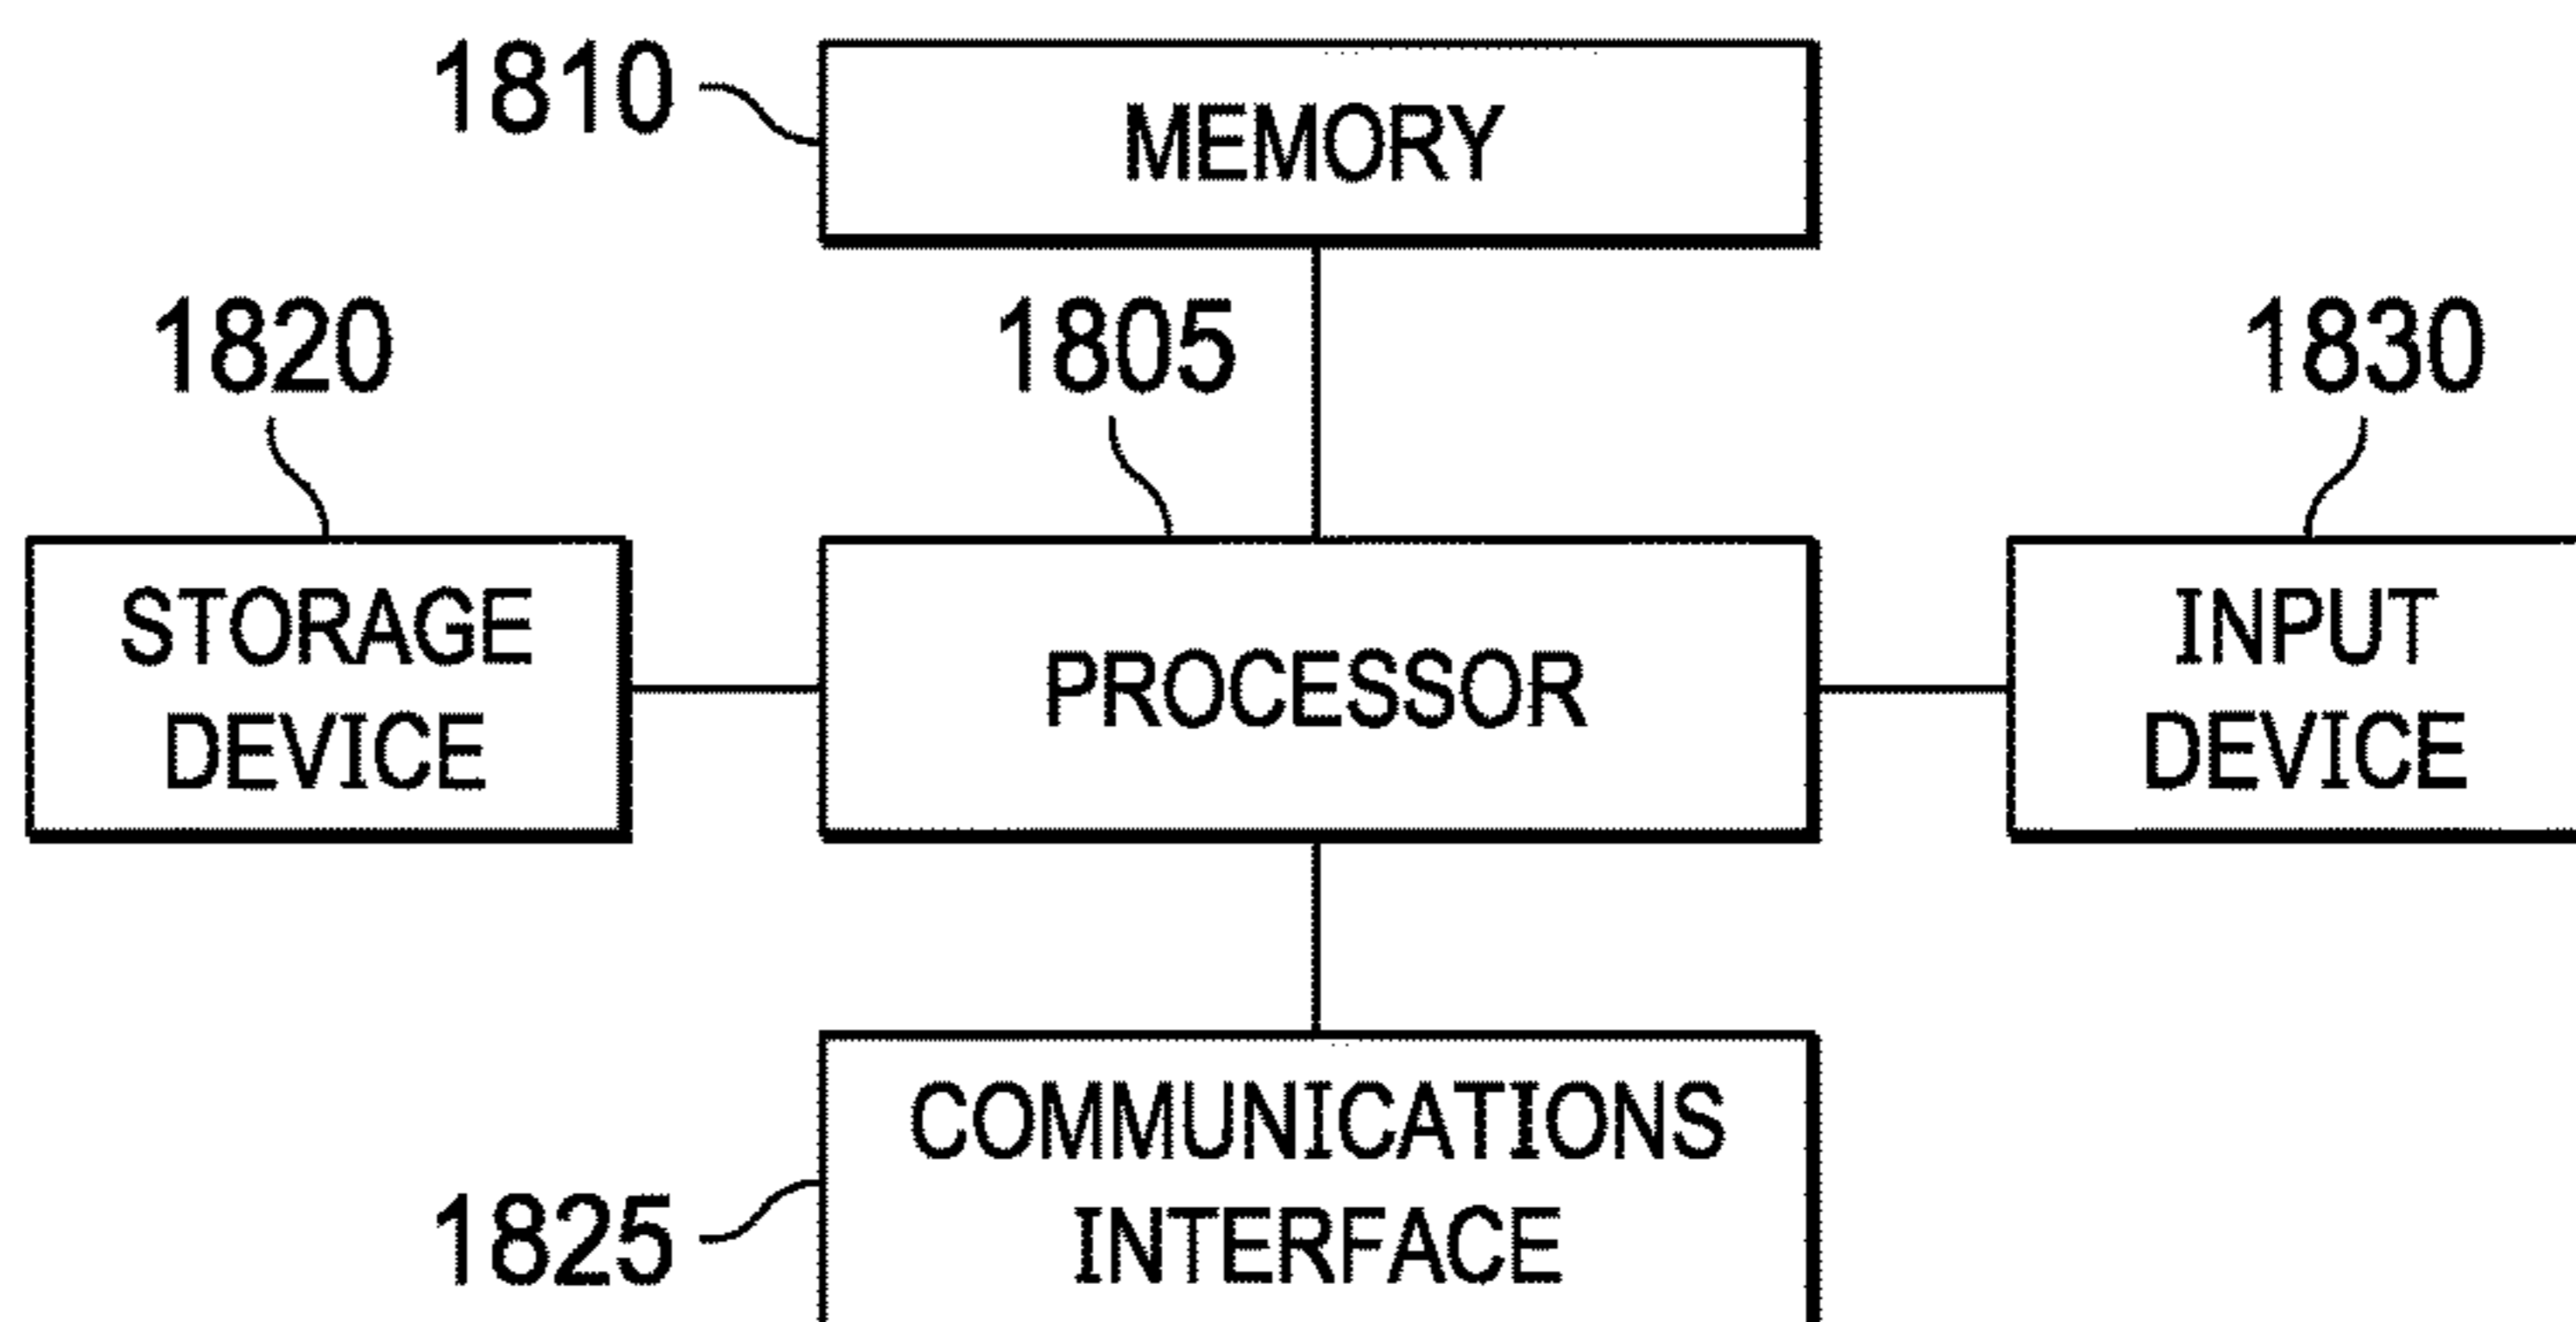 1810
MEMORY
1820
1805
1830
STORAGE
DEVICE
PROCESSOR
INPUT
DEVICE
COMMUNICATIONS
INTERFACE
1825